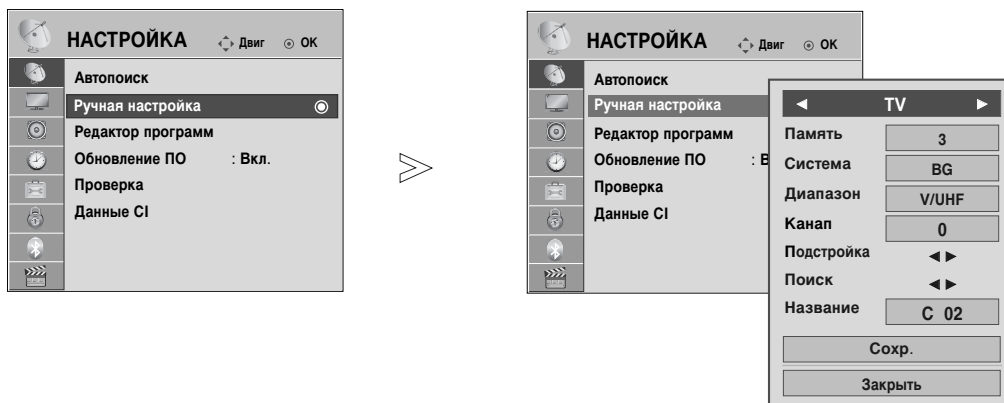 НАСТРОЙКА Двиг OK
Автопоиск
Ручная настройка
Редактор программ
Обновление ПО : Вкл.
Проверка
Данные CI
НАСТРОЙКА Двиг OK
Автопоиск
Ручная настройка
Редактор программ
Обновление ПО : В
Проверка
Данные CI
◄ TV ►
Память 3
Система BG
Диапазон V/UHF
Канап 0
Подстройка ◄ ►
Поиск ◄ ►
Название C 02
Сохр.
Закрыть